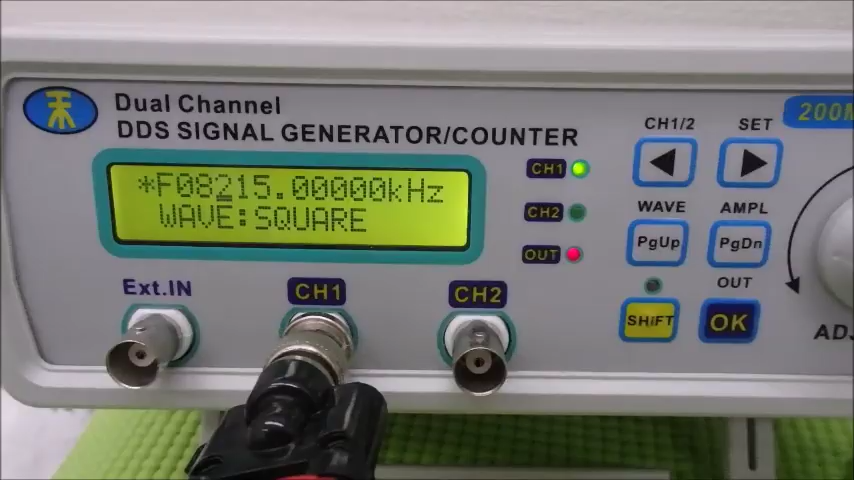 Dual Channel
DDS SIGNAL GENERATOR/COUNTER
*F08215.00000kHz
WAVE:SQUARE
CH1
CH2
OUT
CH1/2
SET
WAVE
AMPL
PgUp
PgDn
OUT
SHiFT
OK
Ext.IN
CH1
CH2